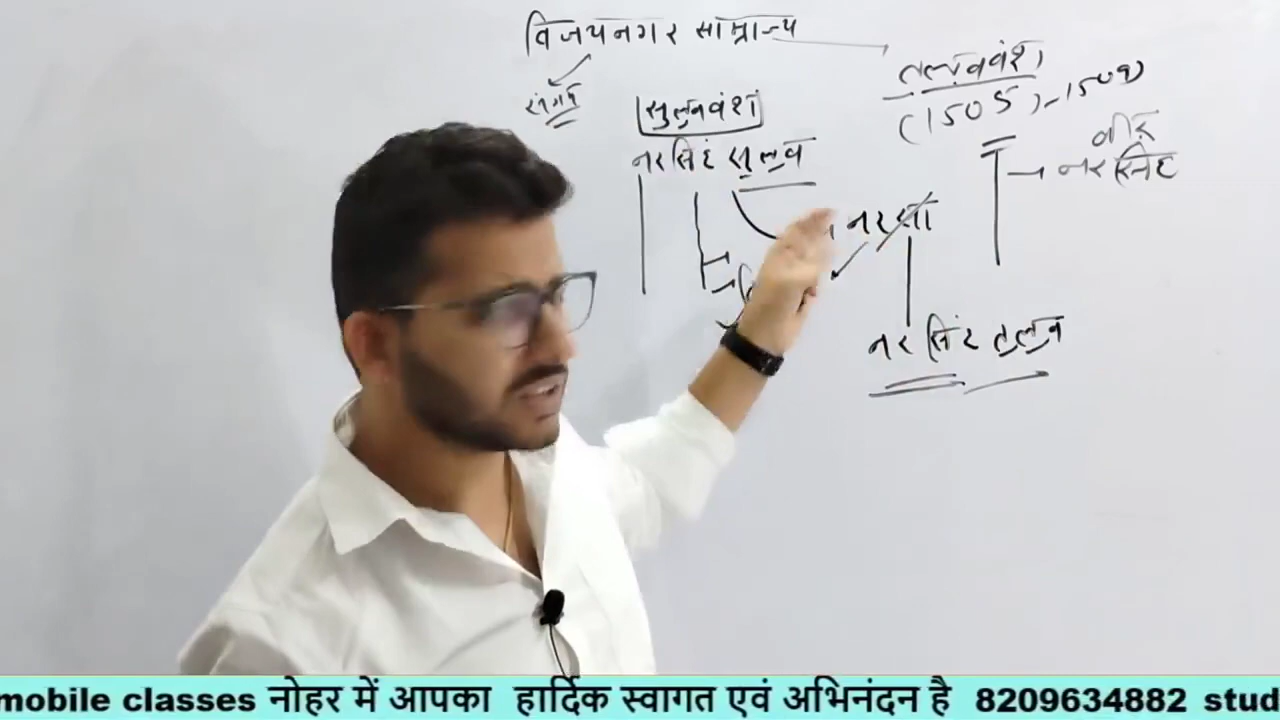 विजयनगर साम्राज्य
संगम
सुलुववंश
नरसिंह सुलुव
तुलुववंश
(1505)-1509
वीर
नरसिंह
नरसा
नरसिंह तुलुव
mobile classes नोहर में आपका हार्दिक स्वागत एवं अभिनंदन है 8209634882 stud